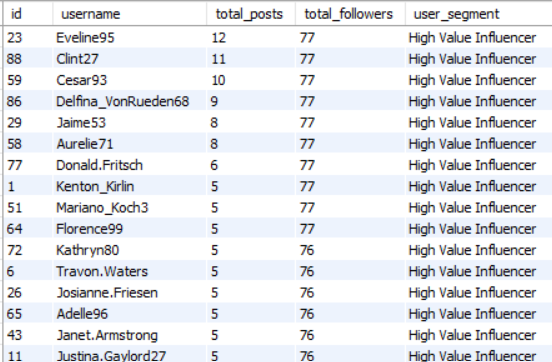 id username total_posts total_followers user_segment
23 Eveline95 12 77 High Value Influencer
88 Clint27 11 77 High Value Influencer
59 Cesar93 10 77 High Value Influencer
86 Delfina_VonRueden68 9 77 High Value Influencer
29 Jaime53 8 77 High Value Influencer
58 Aurelie71 8 77 High Value Influencer
77 Donald.Fritsch 6 77 High Value Influencer
1 Kenton_Kirlin 5 77 High Value Influencer
51 Mariano_Koch3 5 77 High Value Influencer
64 Florence99 5 77 High Value Influencer
72 Kathryn80 5 76 High Value Influencer
6 Travon.Waters 5 76 High Value Influencer
26 Josianne.Friesen 5 76 High Value Influencer
65 Adelle96 5 76 High Value Influencer
43 Janet.Armstrong 5 76 High Value Influencer
11 Justina.Gaylord27 5 76 High Value Influencer